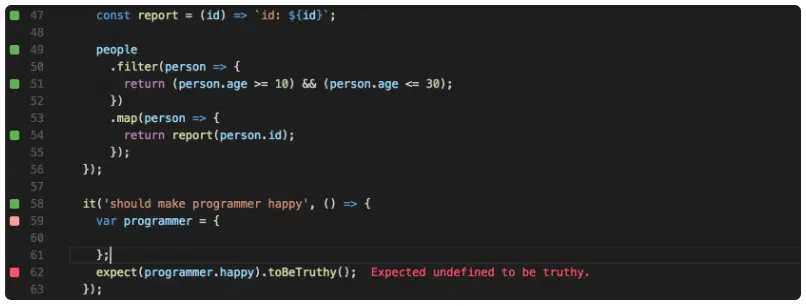 47 const report = (id) => `id: ${id}`;
48
49 people
50 .filter(person => {
51 return (person.age >= 10) && (person.age <= 30);
52 })
53 .map(person => {
54 return report(person.id);
55 });
56 });
57
58 it('should make programmer happy', () => {
59 var programmer = {
60
61 };
62 expect(programmer.happy).toBeTruthy(); Expected undefined to be truthy.
63 });